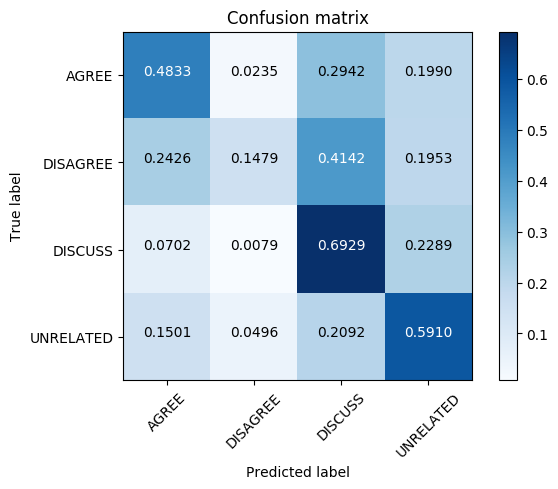 Confusion matrix
True label
AGREE 0.4833 0.0235 0.2942 0.1990
DISAGREE 0.2426 0.1479 0.4142 0.1953
DISCUSS 0.0702 0.0079 0.6929 0.2289
UNRELATED 0.1501 0.0496 0.2092 0.5910
AGREE DISAGREE DISCUSS UNRELATED
Predicted label
0.6
0.5
0.4
0.3
0.2
0.1